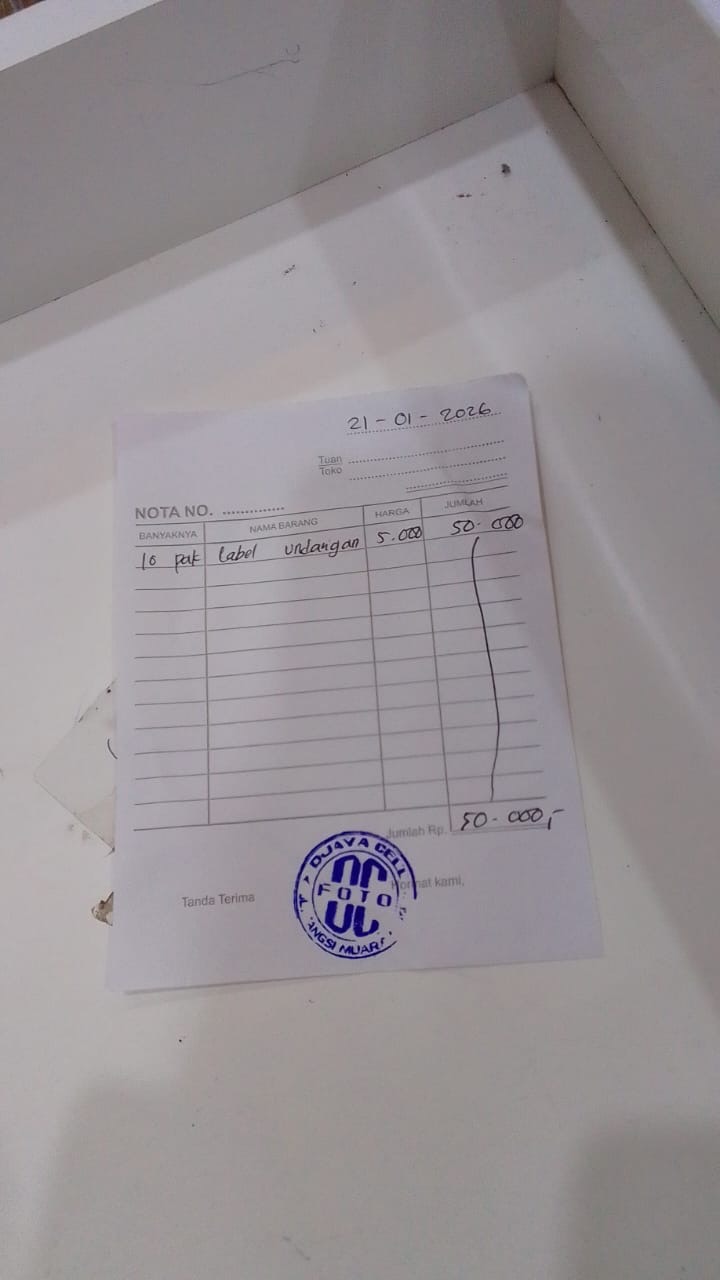 21 - 01 - 2026
Tuan
Toko
NOTA NO.
BANYAKNYA NAMA BARANG HARGA JUMLAH
10 pak label undangan 5.000 50.000
Jumlah Rp. 50.000,-
Tanda Terima
Hormat kami,
DJAYA CELL
FOTO